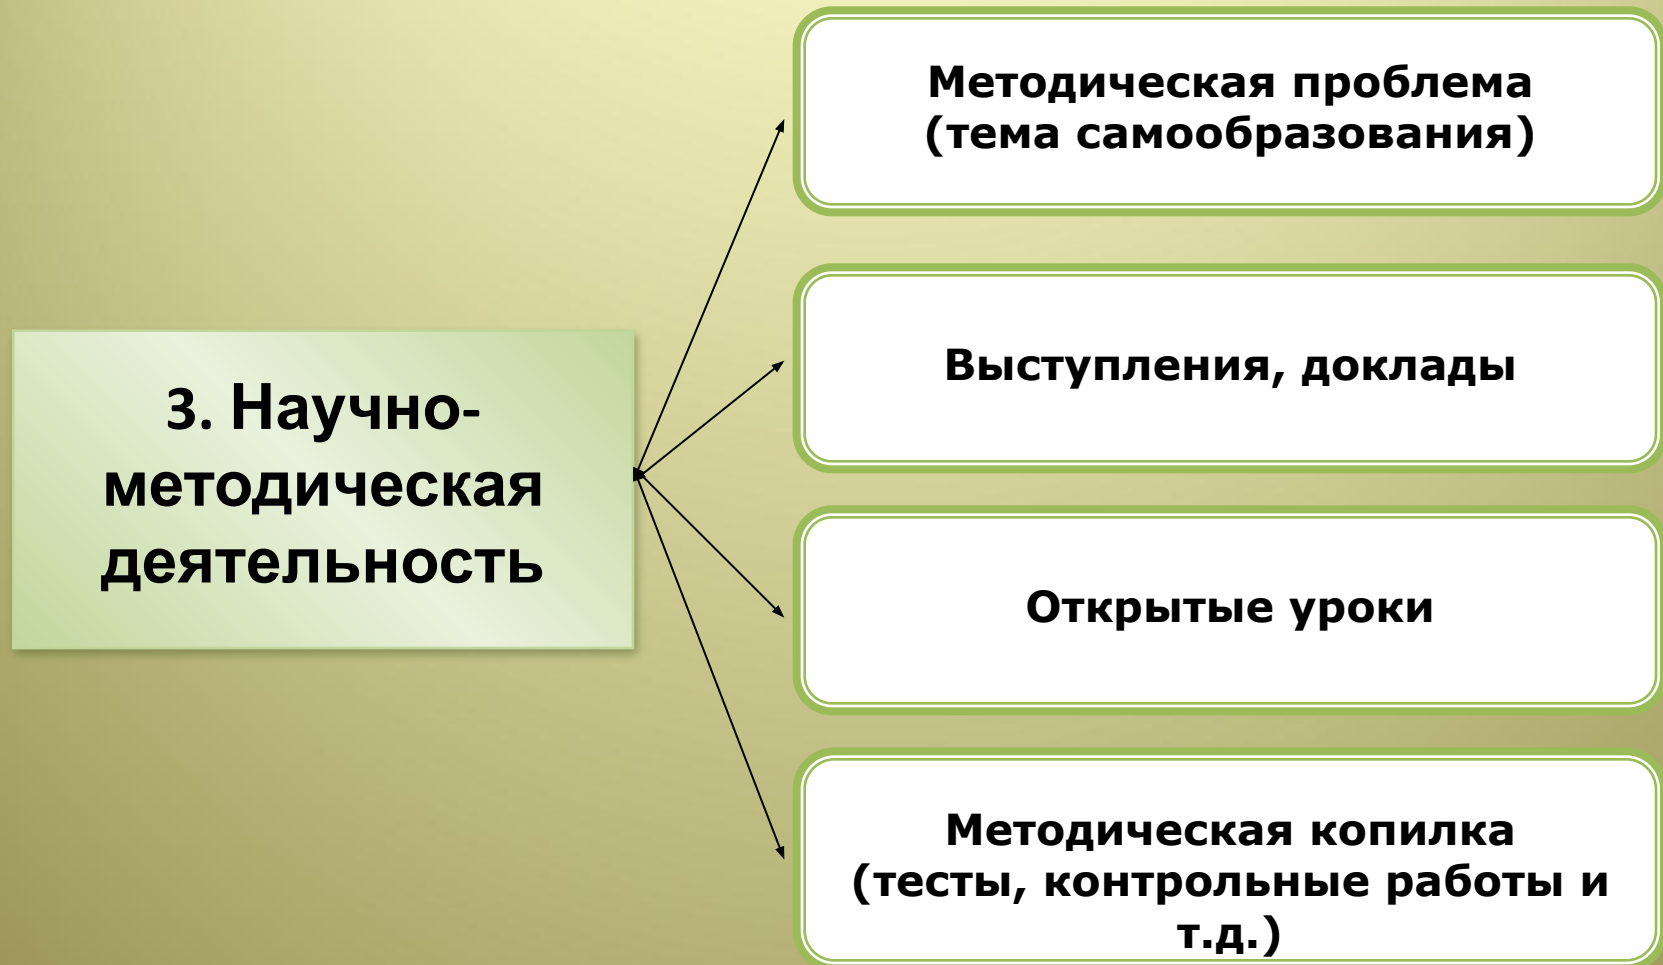 3. Научно-
методическая
деятельность
Методическая проблема
(тема самообразования)
Выступления, доклады
Открытые уроки
Методическая копилка
(тесты, контрольные работы и
т.д.)